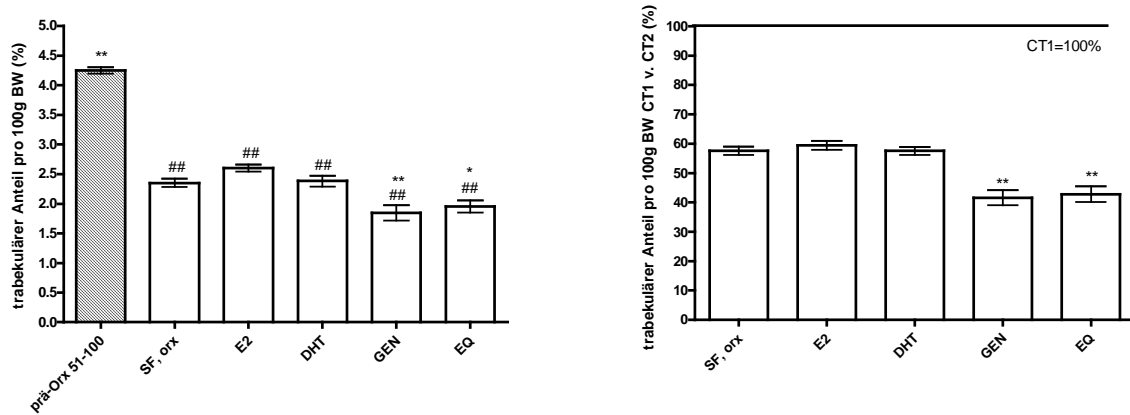 trabekulärer Anteil pro 100g BW (%)
5.0
4.5
4.0
3.5
3.0
2.5
2.0
1.5
1.0
0.5
0.0
**
##
##
##
**
##
*
##
prä-Orx 51-100
SF, orx
E2
DHT
GEN
EQ
trabekulärer Anteil pro 100g BW CT1 v. CT2 (%)
100
90
80
70
60
50
40
30
20
10
0
CT1=100%
**
**
SF, orx
E2
DHT
GEN
EQ